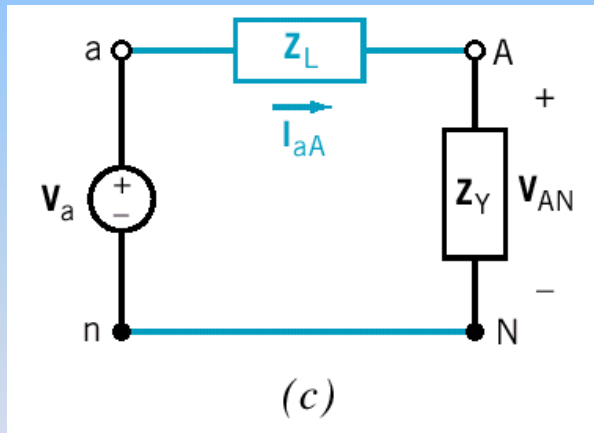 a Z_L A
+
I_aA
V_a + − Z_Y V_AN
−
n N
(c)